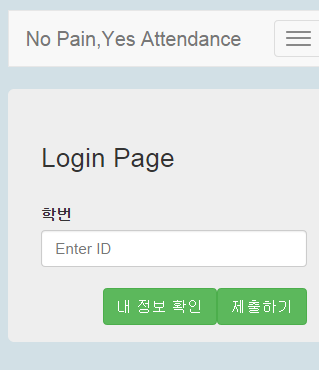 No Pain,Yes Attendance
Login Page
학번
Enter ID
내 정보 확인 제출하기